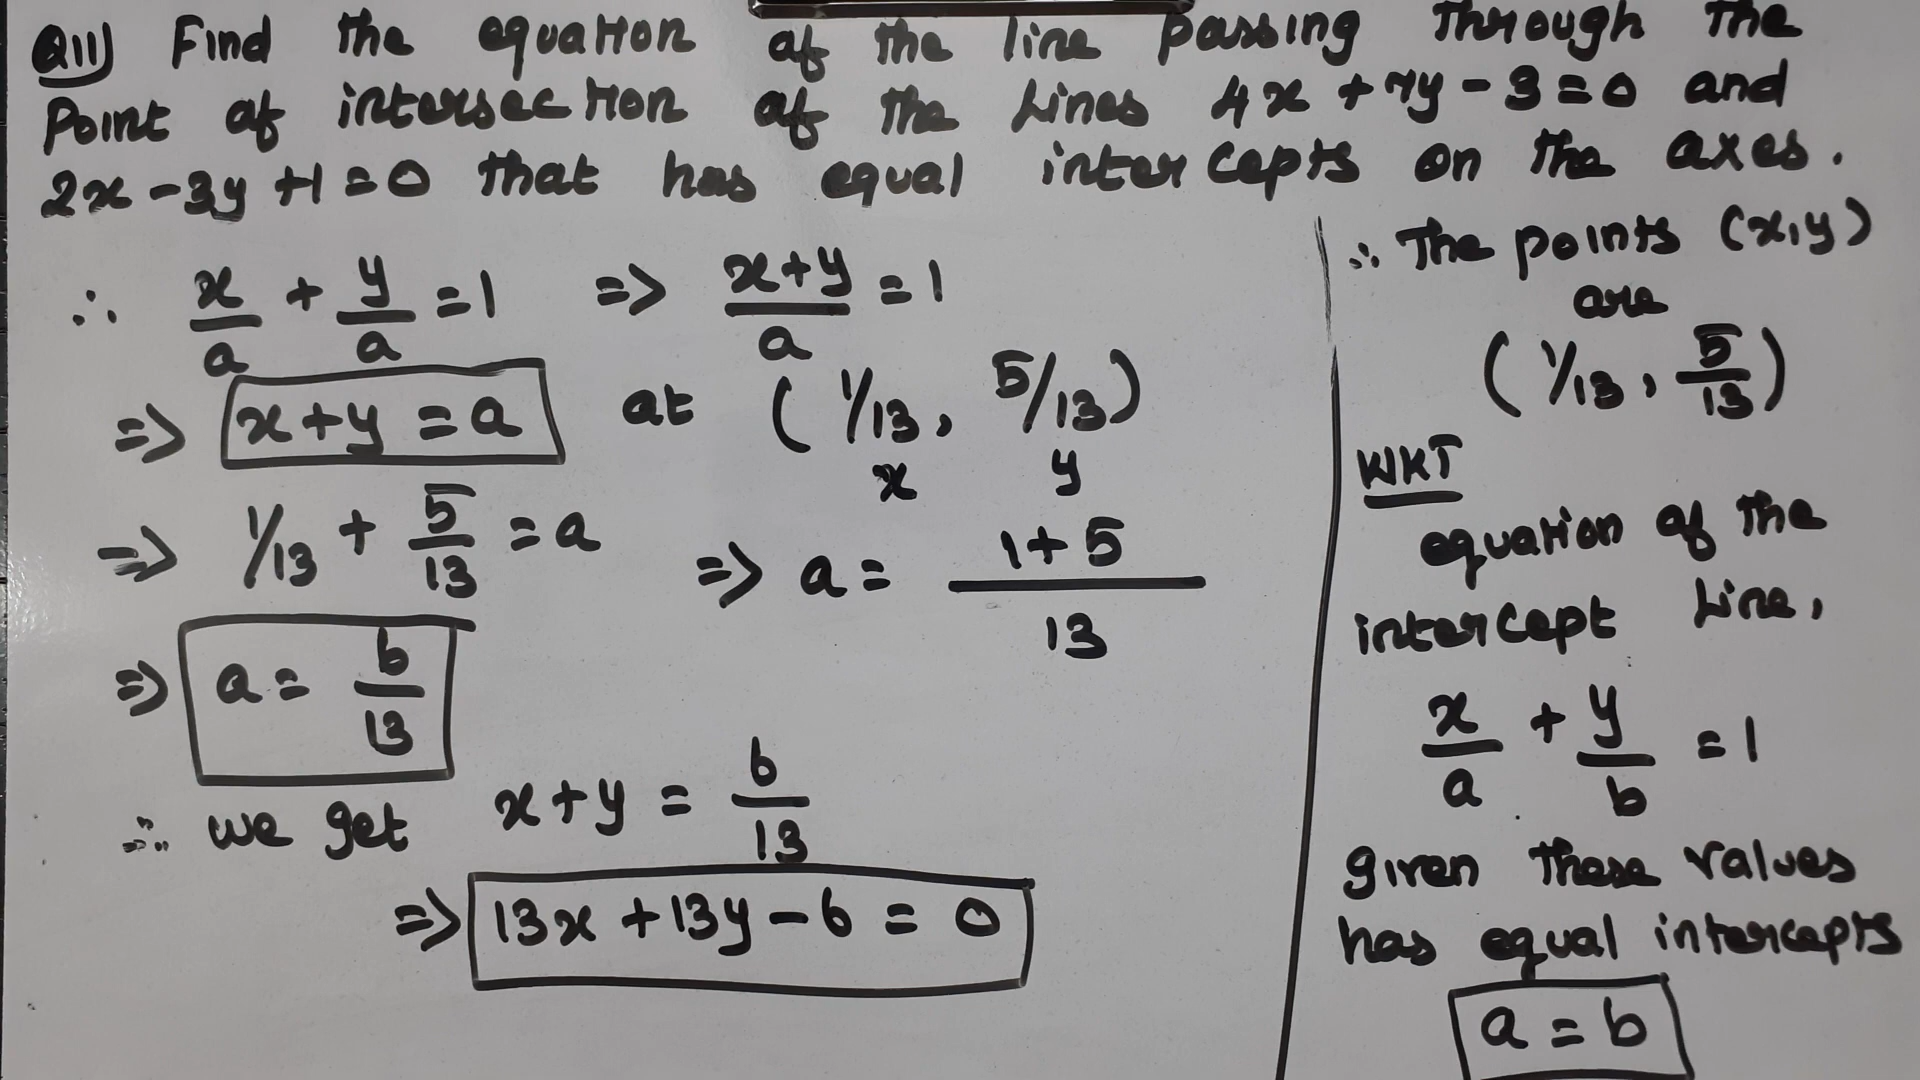 Q11) Find the equation of the line passing through the
Point of intersection of the Lines 4x + 7y - 3 = 0 and
2x - 3y + 1 = 0 that has equal intercepts on the axes.
∴ x/a + y/a = 1 => (x+y)/a = 1
=> x+y = a at (1/13, 5/13)
x y
=> 1/13 + 5/13 = a => a = (1+5)/13
=> a = 6/13
∴ we get x+y = 6/13
=> 13x + 13y - 6 = 0
∴ The points (x,y)
are
(1/13, 5/13)
WKT
equation of the
intercept Line,
x/a + y/b = 1
given these values
has equal intercepts
a = b